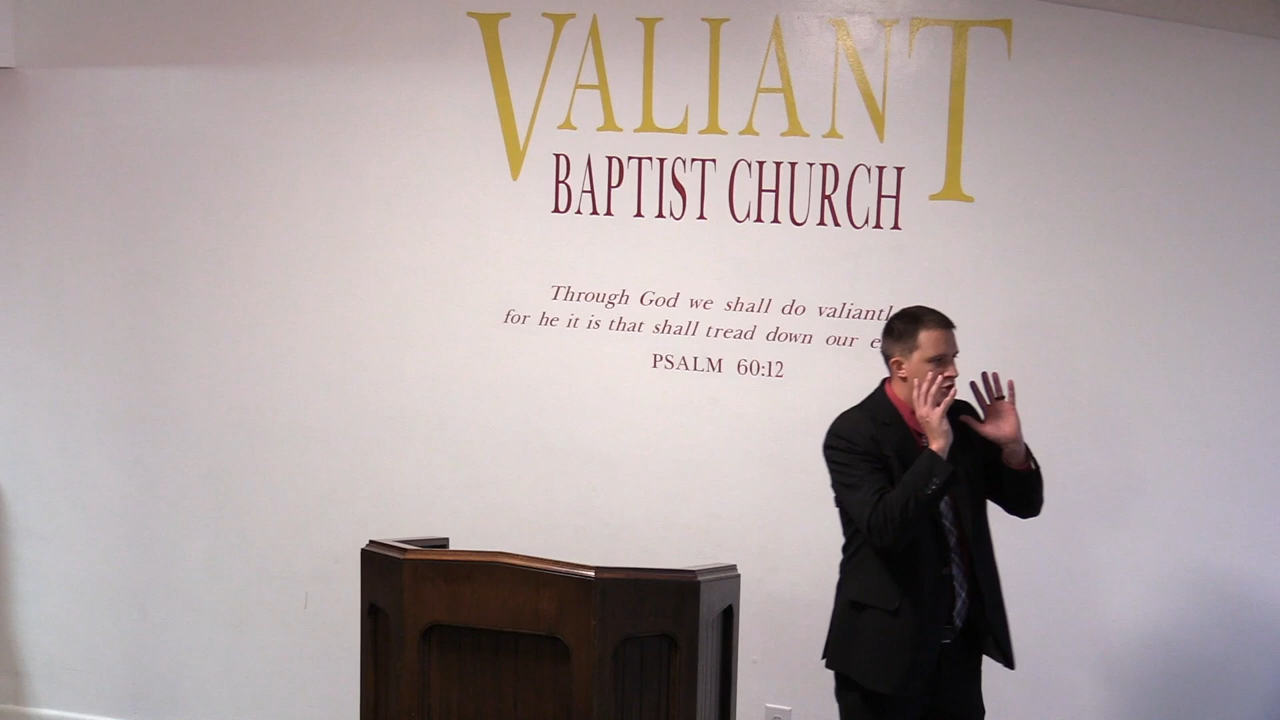 VALIANT
BAPTIST CHURCH
Through God we shall do
for he it is that shall tread down our
PSALM 60:12